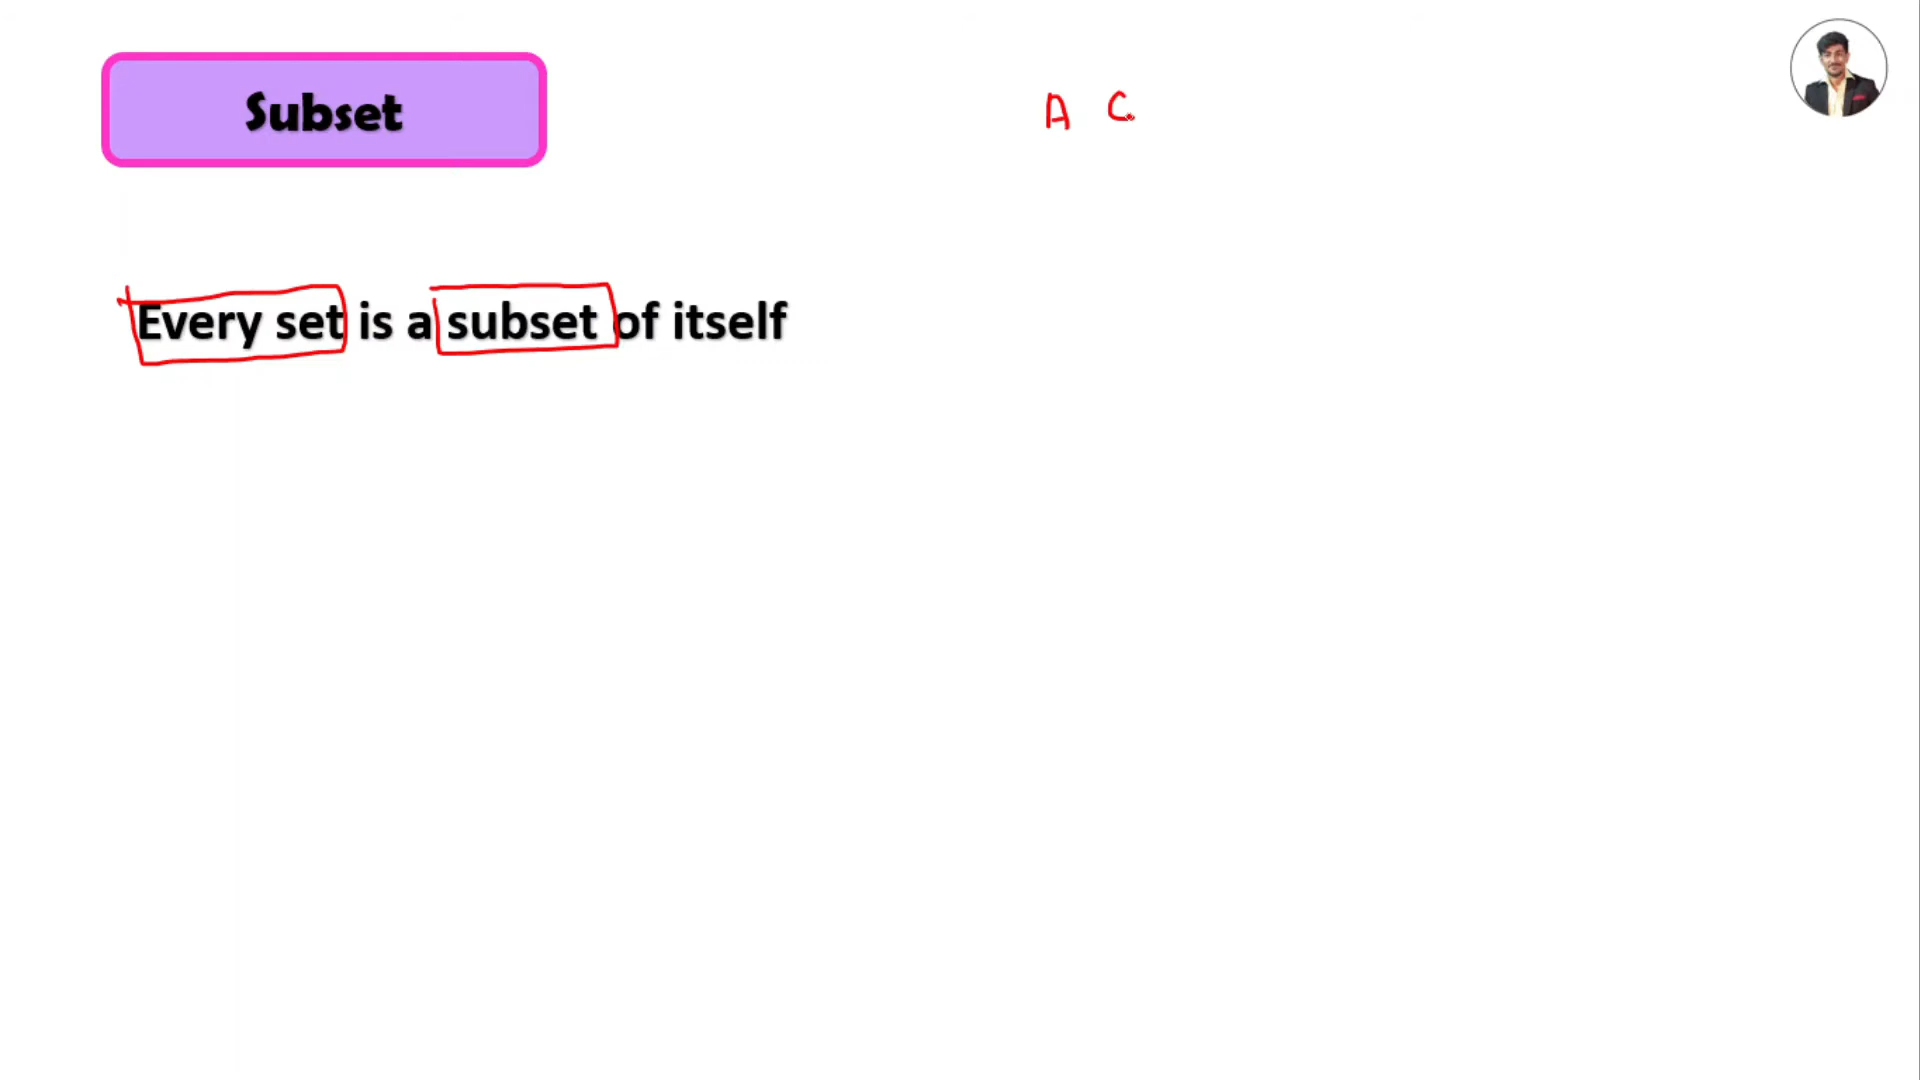 Subset
A ⊂
Every set is a subset of itself